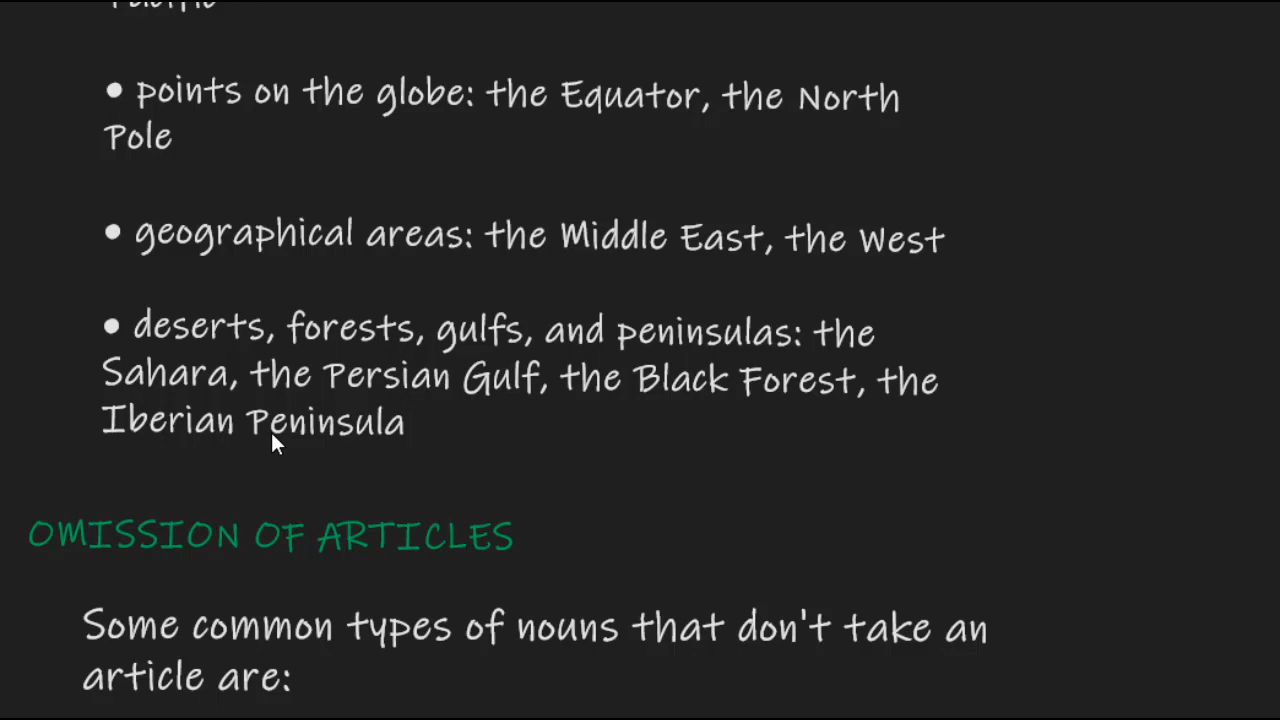 • points on the globe: the Equator, the North
Pole
• geographical areas: the Middle East, the West
• deserts, forests, gulfs, and peninsulas: the
Sahara, the Persian Gulf, the Black Forest, the
Iberian Peninsula
OMISSION OF ARTICLES
Some common types of nouns that don't take an
article are: